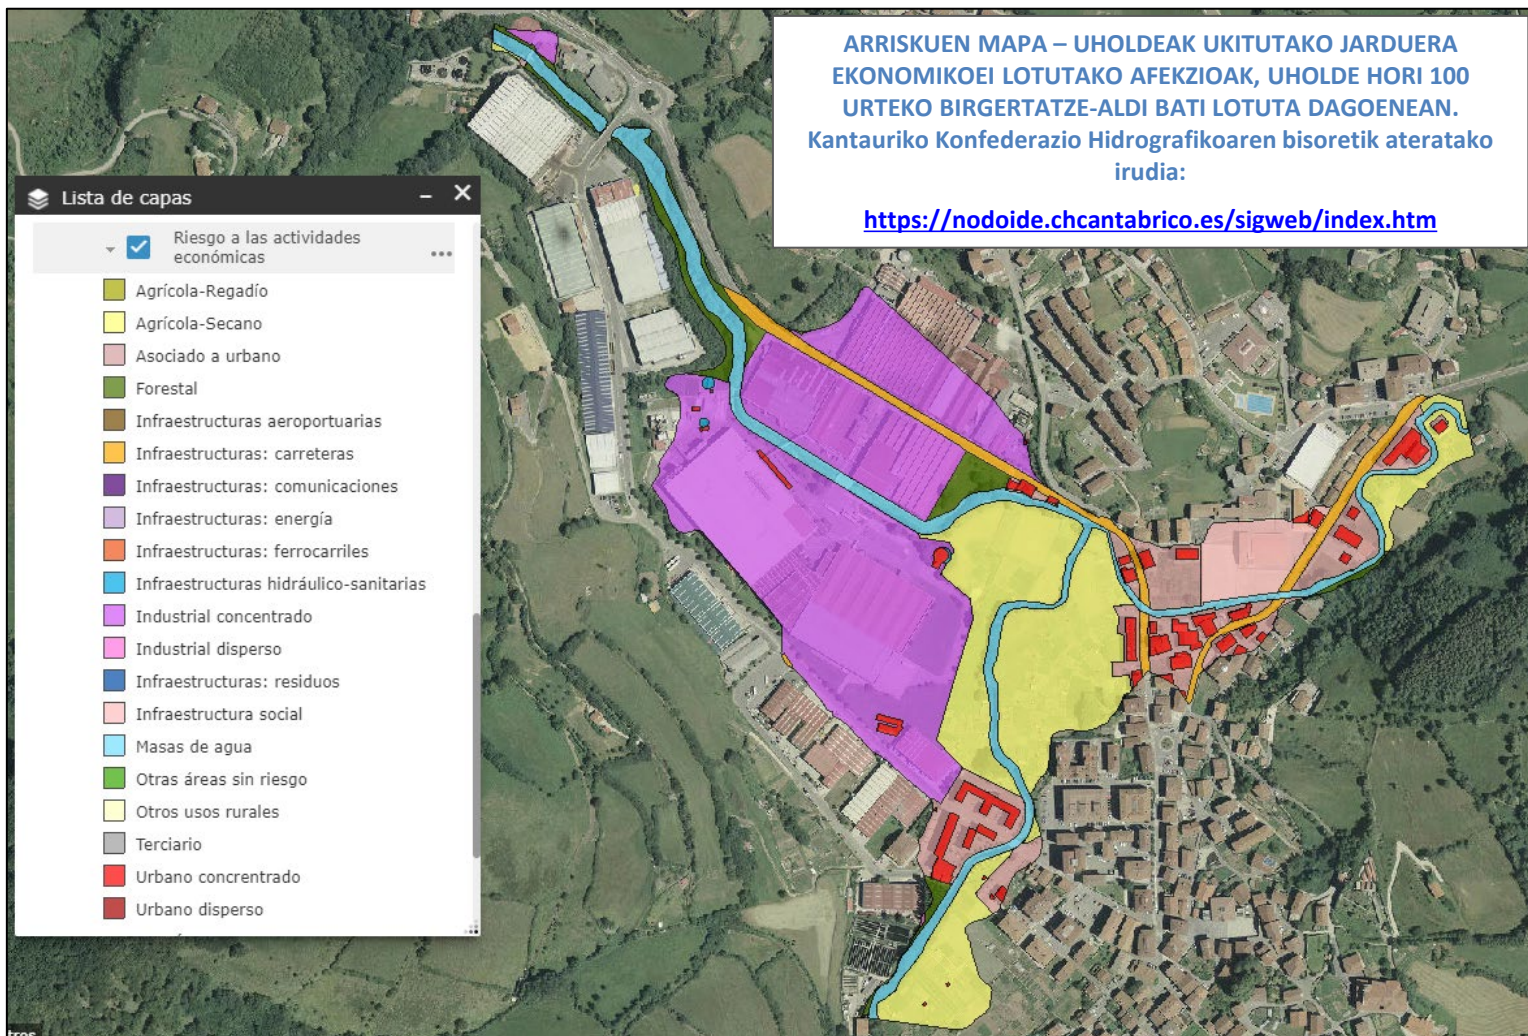 ARRISKUEN MAPA – UHOLDEAK UKITUTAKO JARDUERA
EKONOMIKOEI LOTUTAKO AFEKZIOAK, UHOLDE HORI 100
URTEKO BIRGERTATZE-ALDI BATI LOTUTA DAGOENEAN.
Kantauriko Konfederazio Hidrografikoaren bisoretik ateratako
irudia:
https://nodoide.chcantabrico.es/sigweb/index.htm
Lista de capas
Riesgo a las actividades
económicas
Agrícola-Regadío
Agrícola-Secano
Asociado a urbano
Forestal
Infraestructuras aeroportuarias
Infraestructuras: carreteras
Infraestructuras: comunicaciones
Infraestructuras: energía
Infraestructuras: ferrocarriles
Infraestructuras hidráulico-sanitarias
Industrial concentrado
Industrial disperso
Infraestructuras: residuos
Infraestructura social
Masas de agua
Otras áreas sin riesgo
Otros usos rurales
Terciario
Urbano concrentrado
Urbano disperso